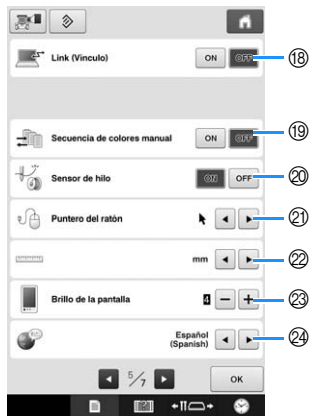 Link (Vínculo) ON OFF ⑱
Secuencia de colores manual ON OFF ⑲
Sensor de hilo ON OFF ⑳
Puntero del ratón ㉑
mm ㉒
Brillo de la pantalla 4 − + ㉓
Español
(Spanish) ㉔
5/7 OK